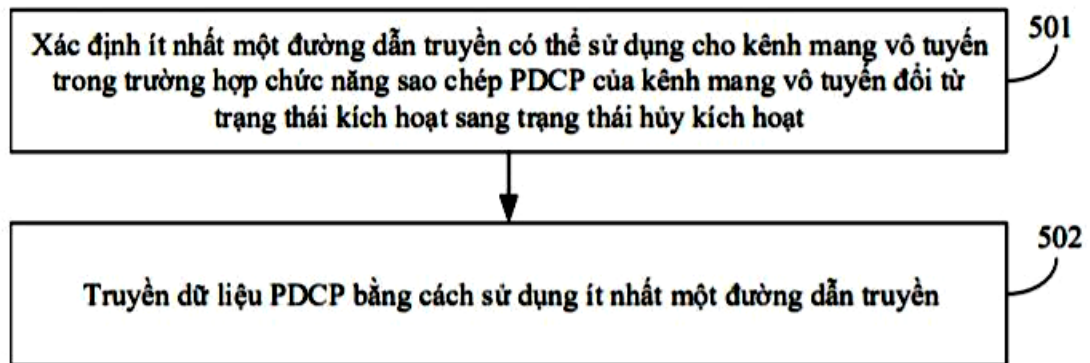 501
Xác định ít nhất một đường dẫn truyền có thể sử dụng cho kênh mang vô tuyến
trong trường hợp chức năng sao chép PDCP của kênh mang vô tuyến đổi từ
trạng thái kích hoạt sang trạng thái hủy kích hoạt
502
Truyền dữ liệu PDCP bằng cách sử dụng ít nhất một đường dẫn truyền